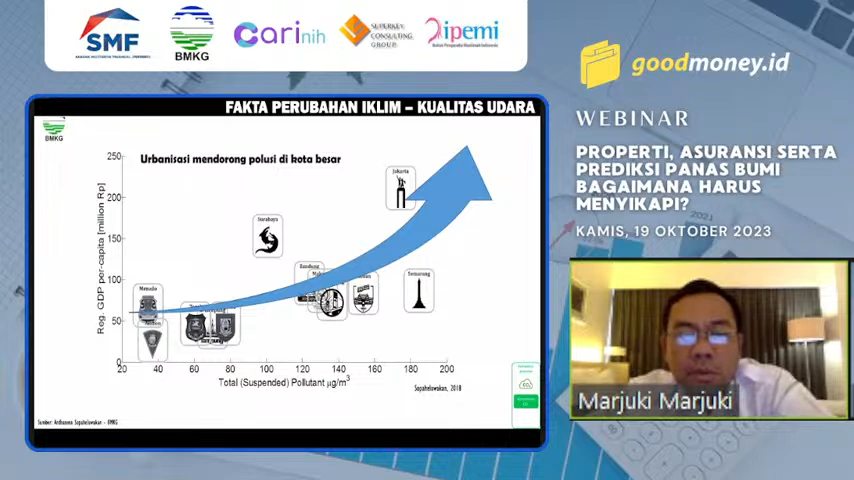 SMF
BMKG
Carinih
SUPERKEY
CONSULTING
GROUP
ipemi
goodmoney.id
WEBINAR
PROPERTI, ASURANSI SERTA
PREDIKSI PANAS BUMI
BAGAIMANA HARUS
MENYIKAPI?
KAMIS, 19 OKTOBER 2023
2021
FAKTA PERUBAHAN IKLIM – KUALITAS UDARA
BMKG
Urbanisasi mendorong polusi di kota besar
Reg. GDP per-capita [million Rp]
250
200
150
100
50
0
Jakarta
Surabaya
Bandung
Semarang
Menado
20
40
60
80
100
120
140
160
180
200
Total (Suspended) Pollutant µg/m³
Sopaheluwakan, 2018
Sumber: Ardhasena Sopaheluwakan - BMKG
Marjuki Marjuki